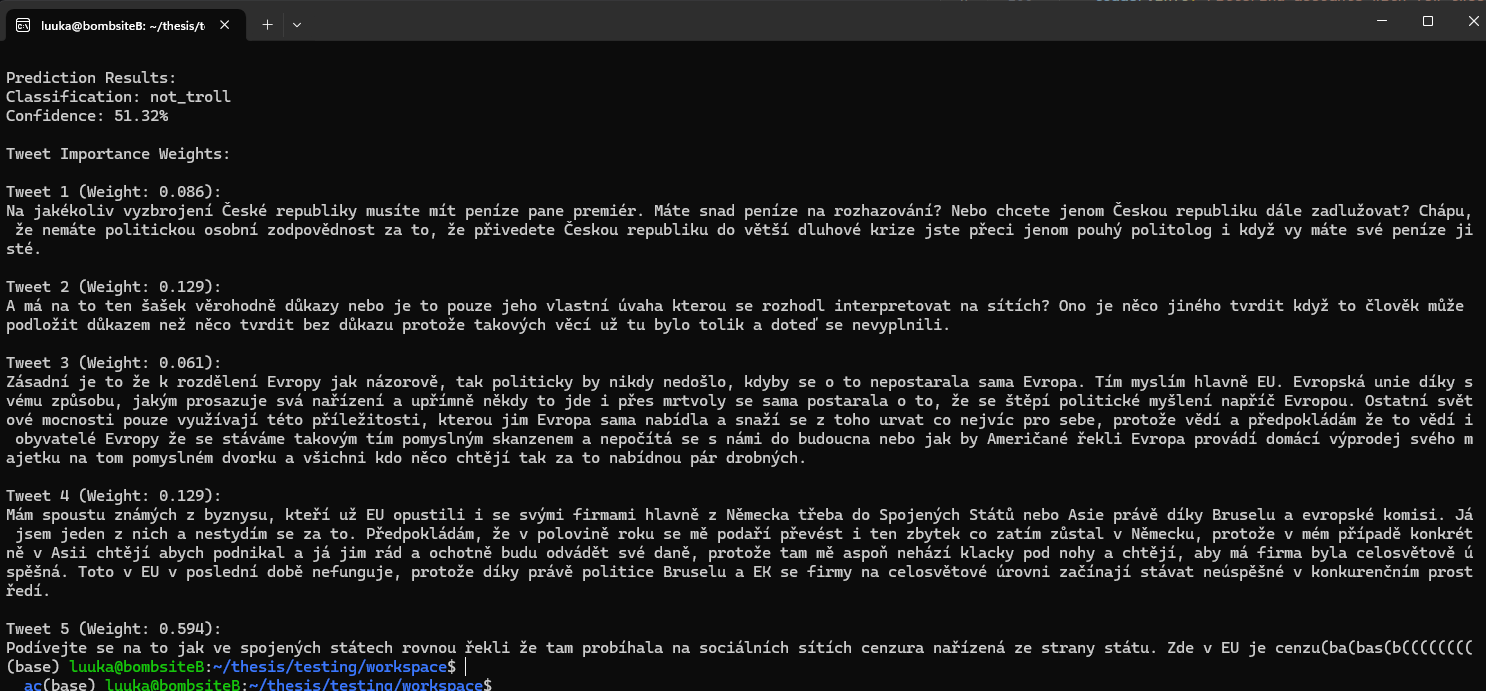 luuka@bombsiteB: ~/thesis/t
Prediction Results:
Classification: not_troll
Confidence: 51.32%
Tweet Importance Weights:
Tweet 1 (Weight: 0.086):
Na jakékoliv vyzbrojení České republiky musíte mít peníze pane premiér. Máte snad peníze na rozhazování? Nebo chcete jenom Českou republiku dále zadlužovat? Chápu,
že nemáte politickou osobní zodpovědnost za to, že přivedete Českou republiku do větší dluhové krize jste přeci jenom pouhý politolog i když vy máte své peníze ji
sté.
Tweet 2 (Weight: 0.129):
A má na to ten šašek věrohodně důkazy nebo je to pouze jeho vlastní úvaha kterou se rozhodl interpretovat na sítích? Ono je něco jiného tvrdit když to člověk může
podložit důkazem než něco tvrdit bez důkazu protože takových věcí už tu bylo tolik a doteď se nevyplnili.
Tweet 3 (Weight: 0.061):
Zásadní je to že k rozdělení Evropy jak názorově, tak politicky by nikdy nedošlo, kdyby se o to nepostarala sama Evropa. Tím myslím hlavně EU. Evropská unie díky s
vému způsobu, jakým prosazuje svá nařízení a upřímně někdy to jde i přes mrtvoly se sama postarala o to, že se štěpí politické myšlení napříč Evropou. Ostatní svět
ové mocnosti pouze využívají této příležitosti, kterou jim Evropa sama nabídla a snaží se z toho urvat co nejvíc pro sebe, protože vědí a předpokládám že to vědí i
obyvatelé Evropy že se stáváme takovým tím pomyslným skanzenem a nepočítá se s námi do budoucna nebo jak by Američané řekli Evropa provádí domácí výprodej svého m
ajetku na tom pomyslném dvorku a všichni kdo něco chtějí tak za to nabídnou pár drobných.
Tweet 4 (Weight: 0.129):
Mám spoustu známých z byznysu, kteří už EU opustili i se svými firmami hlavně z Německa třeba do Spojených Států nebo Asie právě díky Bruselu a evropské komisi. Já
jsem jeden z nich a nestydím se za to. Předpokládám, že v polovině roku se mě podaří převést i ten zbytek co zatím zůstal v Německu, protože v mém případě konkrét
ně v Asii chtějí abych podnikal a já jim rád a ochotně budu odvádět své daně, protože tam mě aspoň nehází klacky pod nohy a chtějí, aby má firma byla celosvětově ú
spěšná. Toto v EU v poslední době nefunguje, protože díky právě politice Bruselu a EK se firmy na celosvětové úrovni začínají stávat neúspěšné v konkurenčním prost
ředí.
Tweet 5 (Weight: 0.594):
Podívejte se na to jak ve spojených státech rovnou řekli že tam probíhala na sociálních sítích cenzura nařízená ze strany státu. Zde v EU je cenzu(ba(bas(b((((((((
(base) luuka@bombsiteB:~/thesis/testing/workspace$
ac(base) luuka@bombsiteB:~/thesis/testing/workspace$